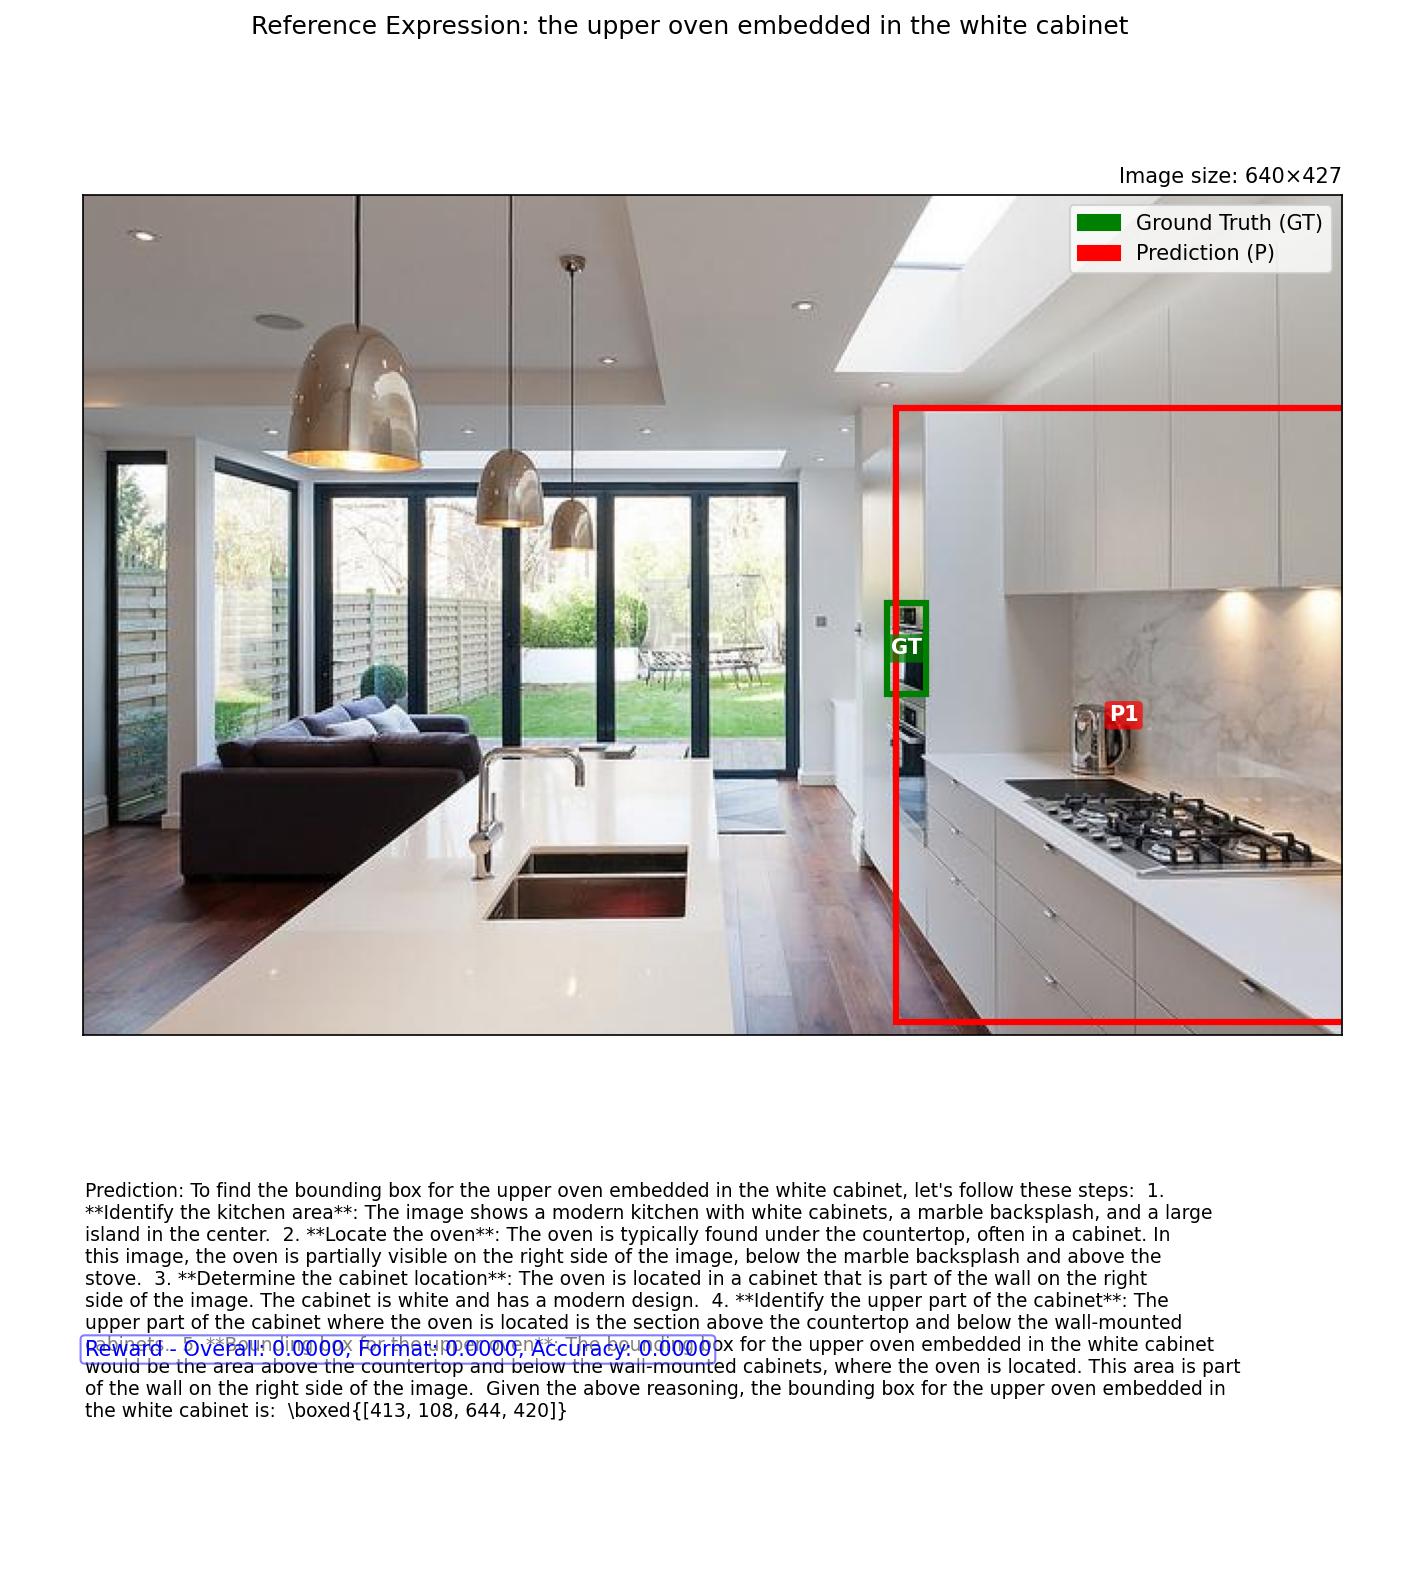 Reference Expression: the upper oven embedded in the white cabinet
Image size: 640×427
Ground Truth (GT)
Prediction (P)
GT
P1
Prediction: To find the bounding box for the upper oven embedded in the white cabinet, let's follow these steps:  1.
**Identify the kitchen area**: The image shows a modern kitchen with white cabinets, a marble backsplash, and a large
island in the center.  2. **Locate the oven**: The oven is typically found under the countertop, often in a cabinet. In
this image, the oven is partially visible on the right side of the image, below the marble backsplash and above the
stove.  3. **Determine the cabinet location**: The oven is located in a cabinet that is part of the wall on the right
side of the image. The cabinet is white and has a modern design.  4. **Identify the upper part of the cabinet**: The
upper part of the cabinet where the oven is located is the section above the countertop and below the wall-mounted
cabinets.  5. **Bounding box for the upper oven**: The bounding box for the upper oven embedded in the white cabinet
Reward - Overall: 0.0000, Format: 0.0000, Accuracy: 0.0000
would be the area above the countertop and below the wall-mounted cabinets, where the oven is located. This area is part
of the wall on the right side of the image.  Given the above reasoning, the bounding box for the upper oven embedded in
the white cabinet is:  \boxed{[413, 108, 644, 420]}